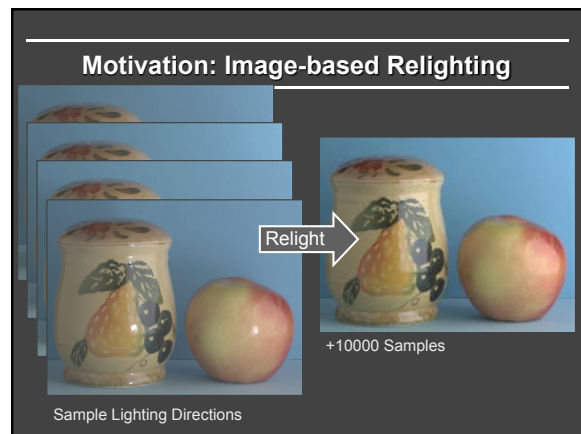 Motivation: Image-based Relighting
Relight
+10000 Samples
Sample Lighting Directions